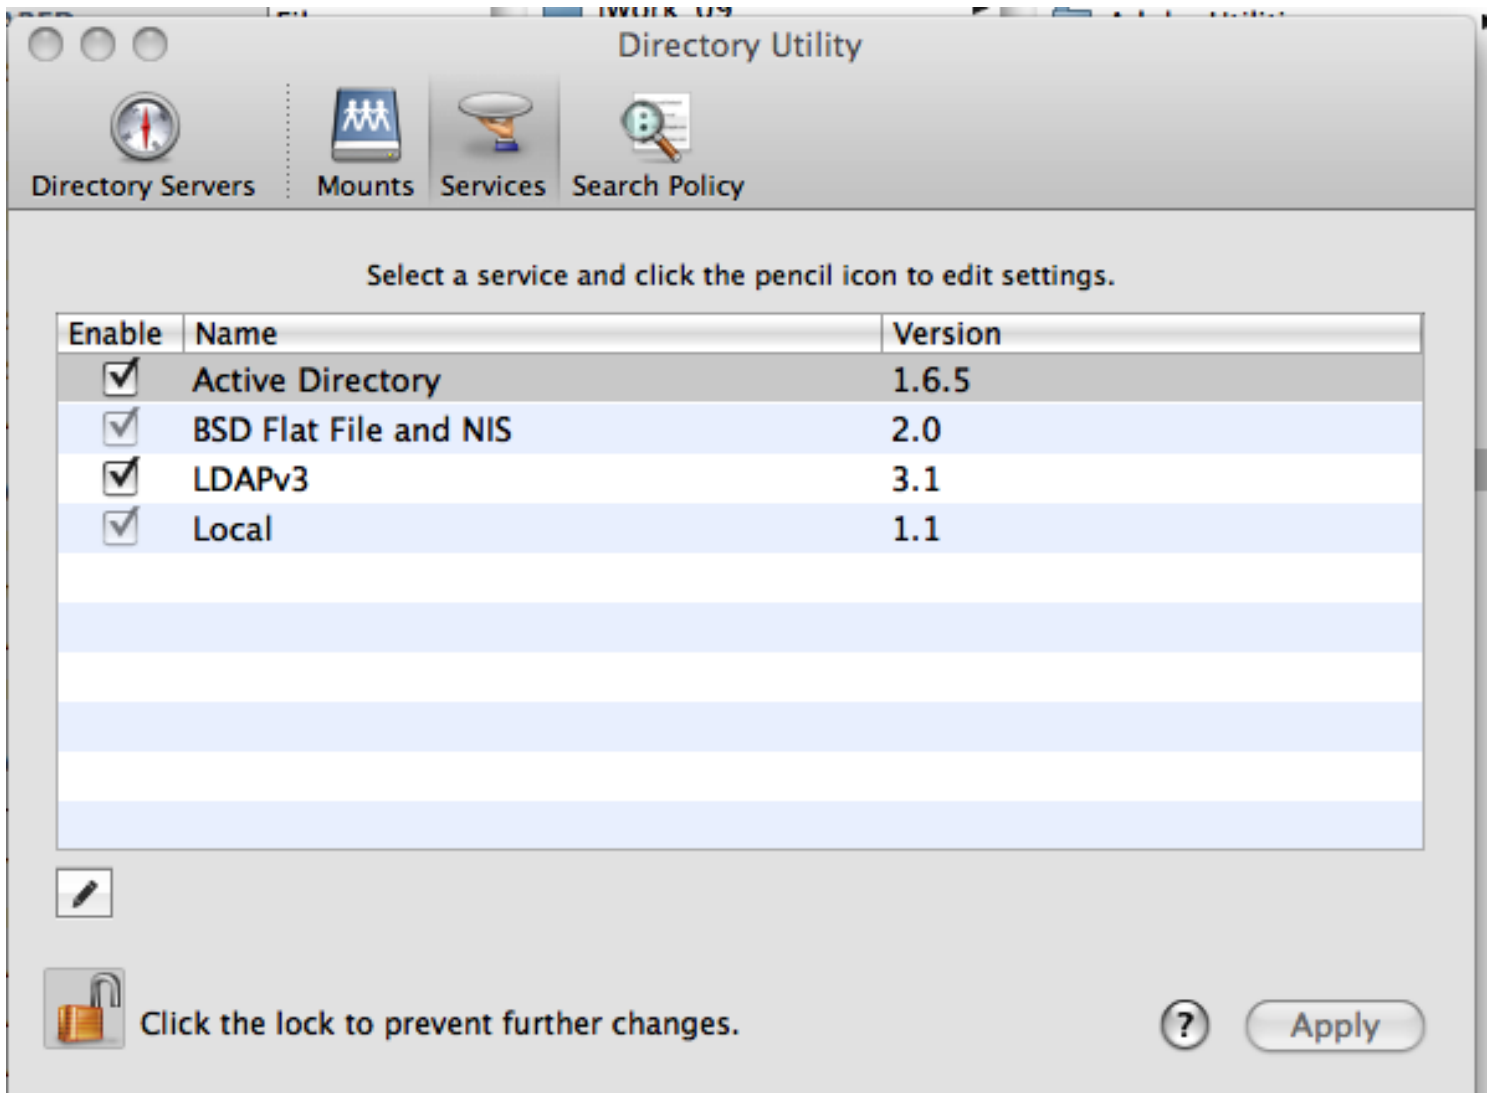 Directory Utility
Directory Servers Mounts Services Search Policy
Select a service and click the pencil icon to edit settings.
Enable Name Version
Active Directory 1.6.5
BSD Flat File and NIS 2.0
LDAPv3 3.1
Local 1.1
Click the lock to prevent further changes.
? Apply